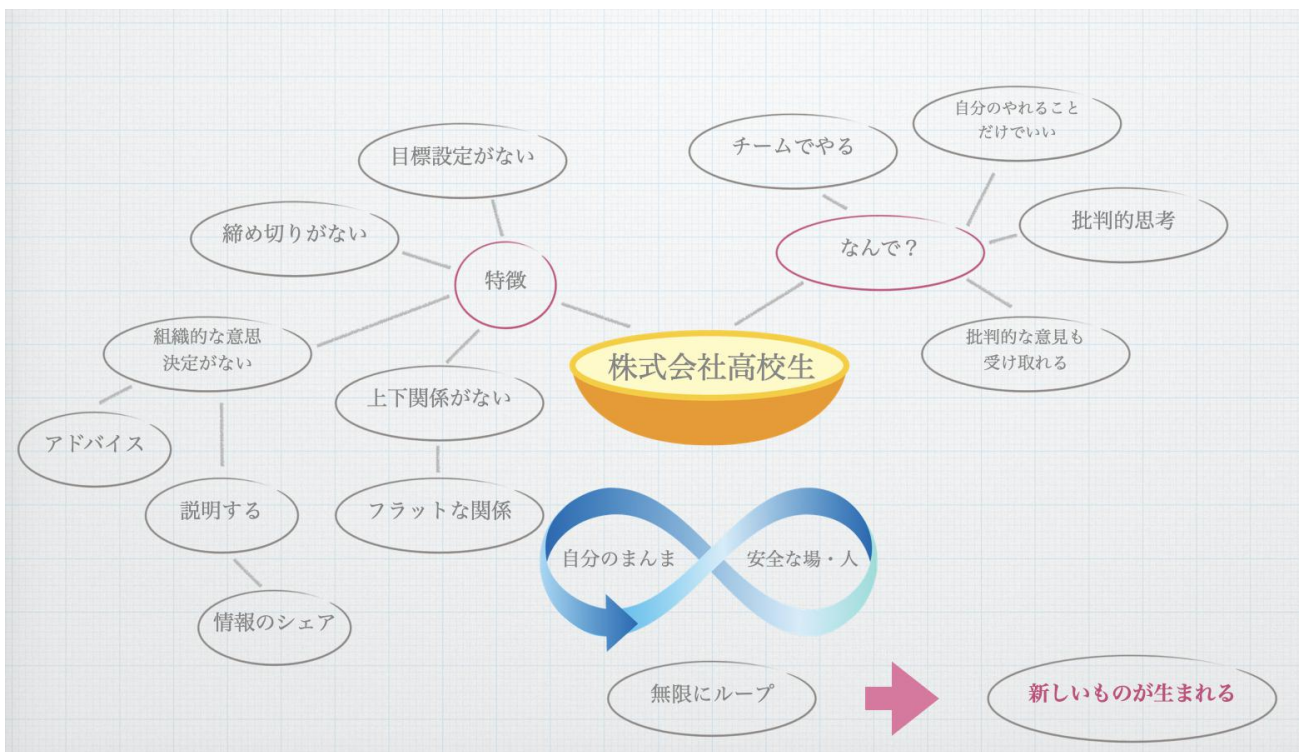 目標設定がない
締め切りがない
特徴
組織的な意思
決定がない
上下関係がない
アドバイス
説明する
フラットな関係
情報のシェア
チームでやる
自分のやれること
だけでいい
なんで？
批判的思考
批判的な意見も
受け取れる
株式会社高校生
自分のまんま
安全な場・人
無限にループ
新しいものが生まれる